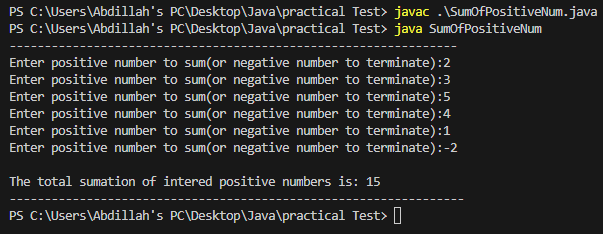 PS C:\Users\Abdillah's PC\Desktop\Java\practical Test> javac .\SumOfPositiveNum.java
PS C:\Users\Abdillah's PC\Desktop\Java\practical Test> java SumOfPositiveNum
---------------------------------------------------------------
Enter positive number to sum(or negative number to terminate):2
Enter positive number to sum(or negative number to terminate):3
Enter positive number to sum(or negative number to terminate):5
Enter positive number to sum(or negative number to terminate):4
Enter positive number to sum(or negative number to terminate):1
Enter positive number to sum(or negative number to terminate):-2
The total sumation of intered positive numbers is: 15
----------------------------------------------------------------
PS C:\Users\Abdillah's PC\Desktop\Java\practical Test>